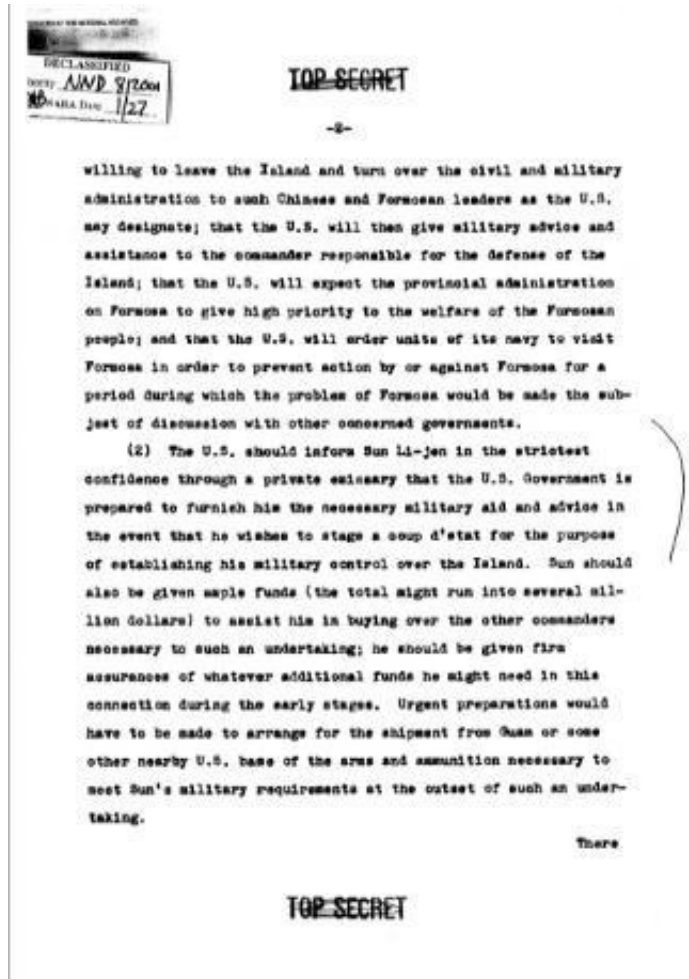 DECLASSIFIED
NND 812001
NARA Date 1/27
TOP SECRET
-2-
willing to leave the Island and turn over the civil and military
administration to such Chinese and Formosan leaders as the U.S.
may designate; that the U.S. will then give military advice and
assistance to the commander responsible for the defense of the
Island; that the U.S. will expect the provincial administration
on Formosa to give high priority to the welfare of the Formosan
people; and that the U.S. will order units of its navy to visit
Formosa in order to prevent action by or against Formosa for a
period during which the problem of Formosa would be made the sub-
ject of discussion with other concerned governments.
(2) The U.S. should inform Sun Li-jen in the strictest
confidence through a private emissary that the U.S. Government is
prepared to furnish him the necessary military aid and advice in
the event that he wishes to stage a coup d'etat for the purpose
of establishing his military control over the Island. Sun should
also be given ample funds (the total might run into several mil-
lion dollars) to assist him in buying over the other commanders
necessary to such an undertaking; he should be given firm
assurances of whatever additional funds he might need in this
connection during the early stages. Urgent preparations would
have to be made to arrange for the shipment from Guam or some
other nearby U.S. base of the arms and ammunition necessary to
meet Sun's military requirements at the outset of such an under-
taking.
There
TOP SECRET